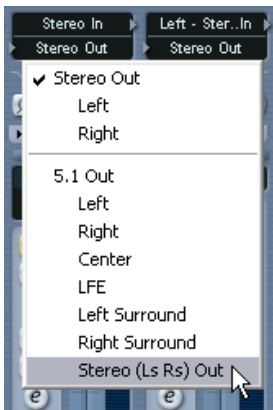 Stereo In Left - Ster..In
Stereo Out Stereo Out
Stereo Out
Left
Right
5.1 Out
Left
Right
Center
LFE
Left Surround
Right Surround
Stereo (Ls Rs) Out
e e